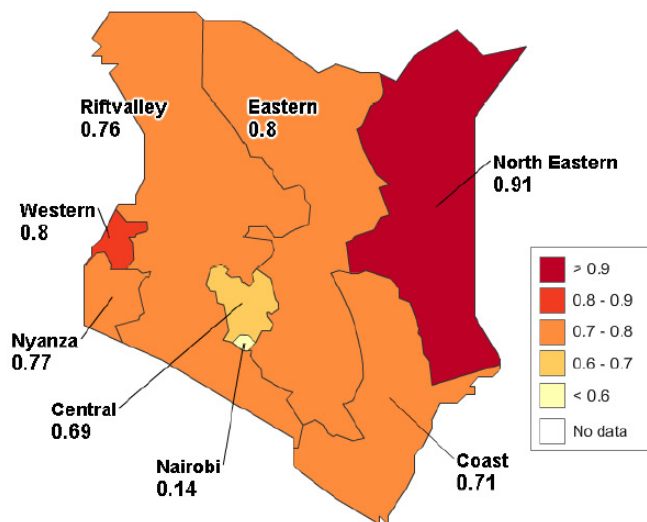 Riftvalley
0.76
Eastern
0.8
North Eastern
0.91
Western
0.8
Nyanza
0.77
Central
0.69
Nairobi
0.14
Coast
0.71
> 0.9
0.8 - 0.9
0.7 - 0.8
0.6 - 0.7
< 0.6
No data